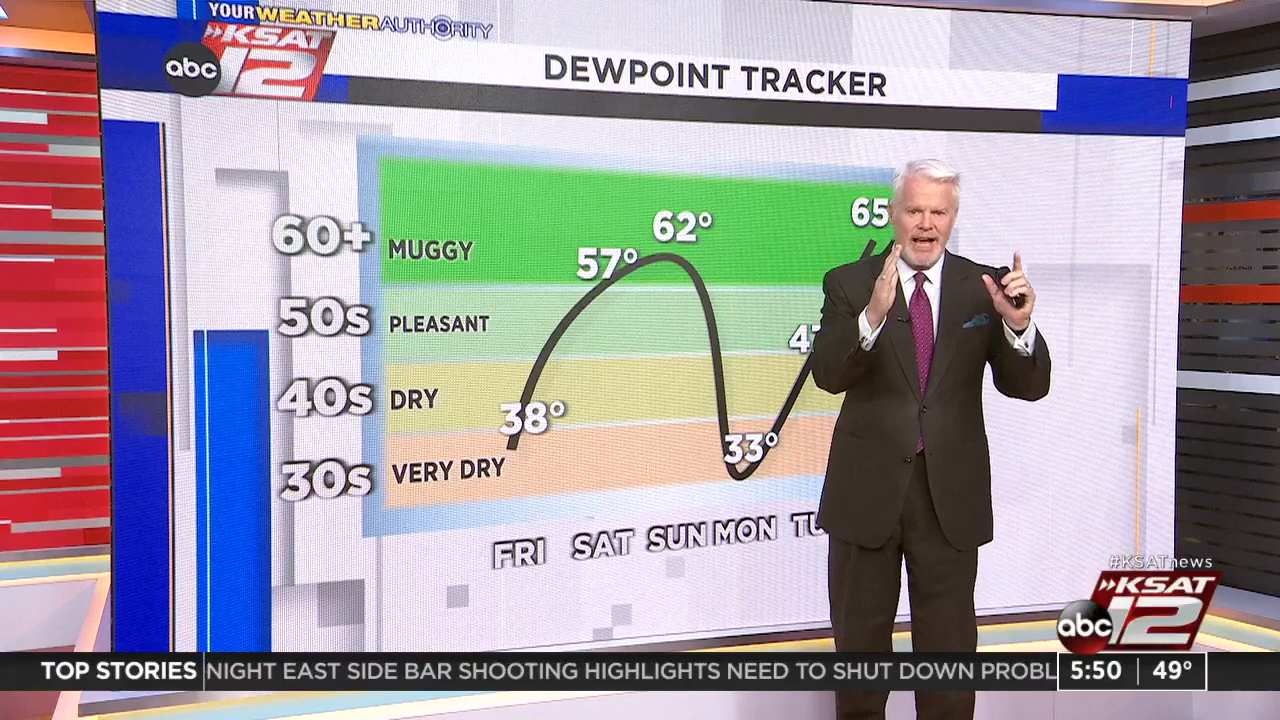 YOUR WEATHER AUTHORITY
KSAT
abc 12
DEWPOINT TRACKER
60+ MUGGY
50s PLEASANT
40s DRY
30s VERY DRY
38°
57°
62°
33°
65
FRI SAT SUN MON
#KSATnews
KSAT
abc 12
TOP STORIES NIGHT EAST SIDE BAR SHOOTING HIGHLIGHTS NEED TO SHUT DOWN PROBL 5:50 49°